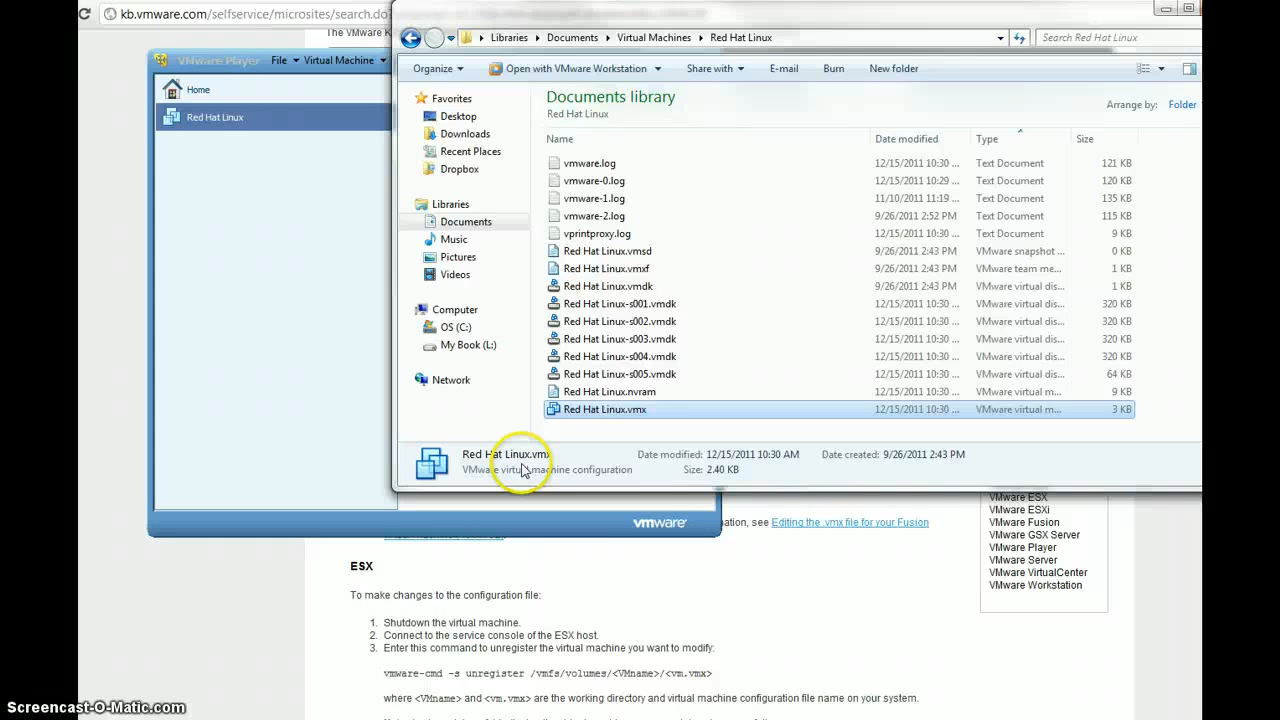 kb.vmware.com/selfservice/microsites/search.do
The VMware K
VMware Player File Virtual Machine
Home
Red Hat Linux
Libraries Documents Virtual Machines Red Hat Linux
Search Red Hat Linux
Organize Open with VMware Workstation Share with E-mail Burn New folder
Favorites
Desktop
Downloads
Recent Places
Dropbox
Libraries
Documents
Music
Pictures
Videos
Computer
OS (C:)
My Book (L:)
Network
Documents library
Red Hat Linux
Arrange by: Folder
Name Date modified Type Size
vmware.log 12/15/2011 10:30 ... Text Document 121 KB
vmware-0.log 12/15/2011 10:29 ... Text Document 120 KB
vmware-1.log 11/10/2011 11:19 ... Text Document 135 KB
vmware-2.log 9/26/2011 2:52 PM Text Document 115 KB
vprintproxy.log 12/15/2011 10:30 ... Text Document 9 KB
Red Hat Linux.vmsd 9/26/2011 2:43 PM VMware snapshot ... 0 KB
Red Hat Linux.vmxf 9/26/2011 2:43 PM VMware team me... 1 KB
Red Hat Linux.vmdk 9/26/2011 2:43 PM VMware virtual dis... 1 KB
Red Hat Linux-s001.vmdk 12/15/2011 10:30 ... VMware virtual dis... 320 KB
Red Hat Linux-s002.vmdk 12/15/2011 10:30 ... VMware virtual dis... 320 KB
Red Hat Linux-s003.vmdk 12/15/2011 10:30 ... VMware virtual dis... 320 KB
Red Hat Linux-s004.vmdk 12/15/2011 10:30 ... VMware virtual dis... 320 KB
Red Hat Linux-s005.vmdk 12/15/2011 10:30 ... VMware virtual dis... 64 KB
Red Hat Linux.nvram 12/15/2011 10:30 ... VMware virtual m... 9 KB
Red Hat Linux.vmx 12/15/2011 10:30 ... VMware virtual m... 3 KB
Red Hat Linux.vmx Date modified: 12/15/2011 10:30 AM Date created: 9/26/2011 2:43 PM
VMware virtual machine configuration Size: 2.40 KB
vmware
ation, see Editing the .vmx file for your Fusion
ESX
To make changes to the configuration file:
1. Shutdown the virtual machine.
2. Connect to the service console of the ESX host.
3. Enter this command to unregister the virtual machine you want to modify:
vmware-cmd -s unregister /vmfs/volumes/<VMname>/<vm.vmx>
where <VMname> and <vm.vmx> are the working directory and virtual machine configuration file name on your system.
VMware ESX
VMware ESXi
VMware Fusion
VMware GSX Server
VMware Player
VMware Server
VMware VirtualCenter
VMware Workstation
Screencast-O-Matic.com